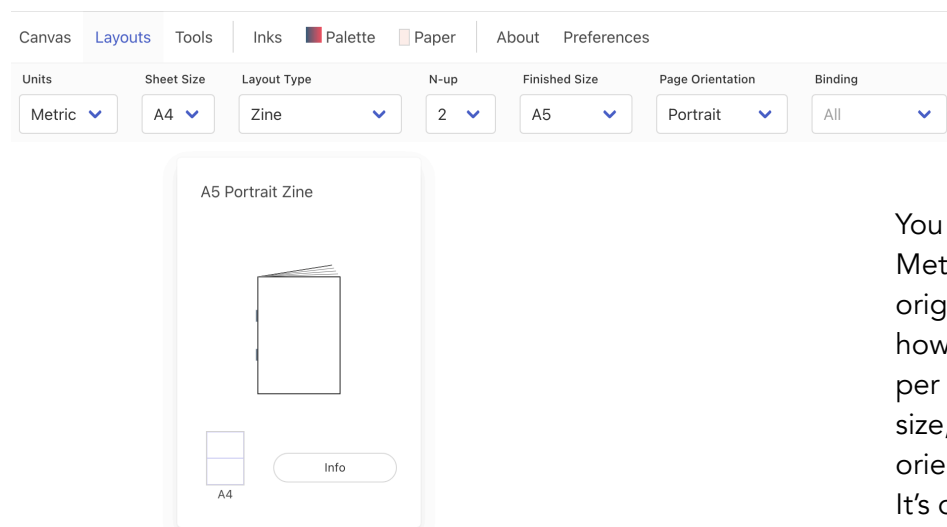 Canvas Layouts Tools Inks Palette Paper About Preferences
Units Sheet Size Layout Type N-up Finished Size Page Orientation Binding
Metric A4 Zine 2 A5 Portrait All
A5 Portrait Zine
Info
A4
You
Met
orig
how
per
size,
orie
It's